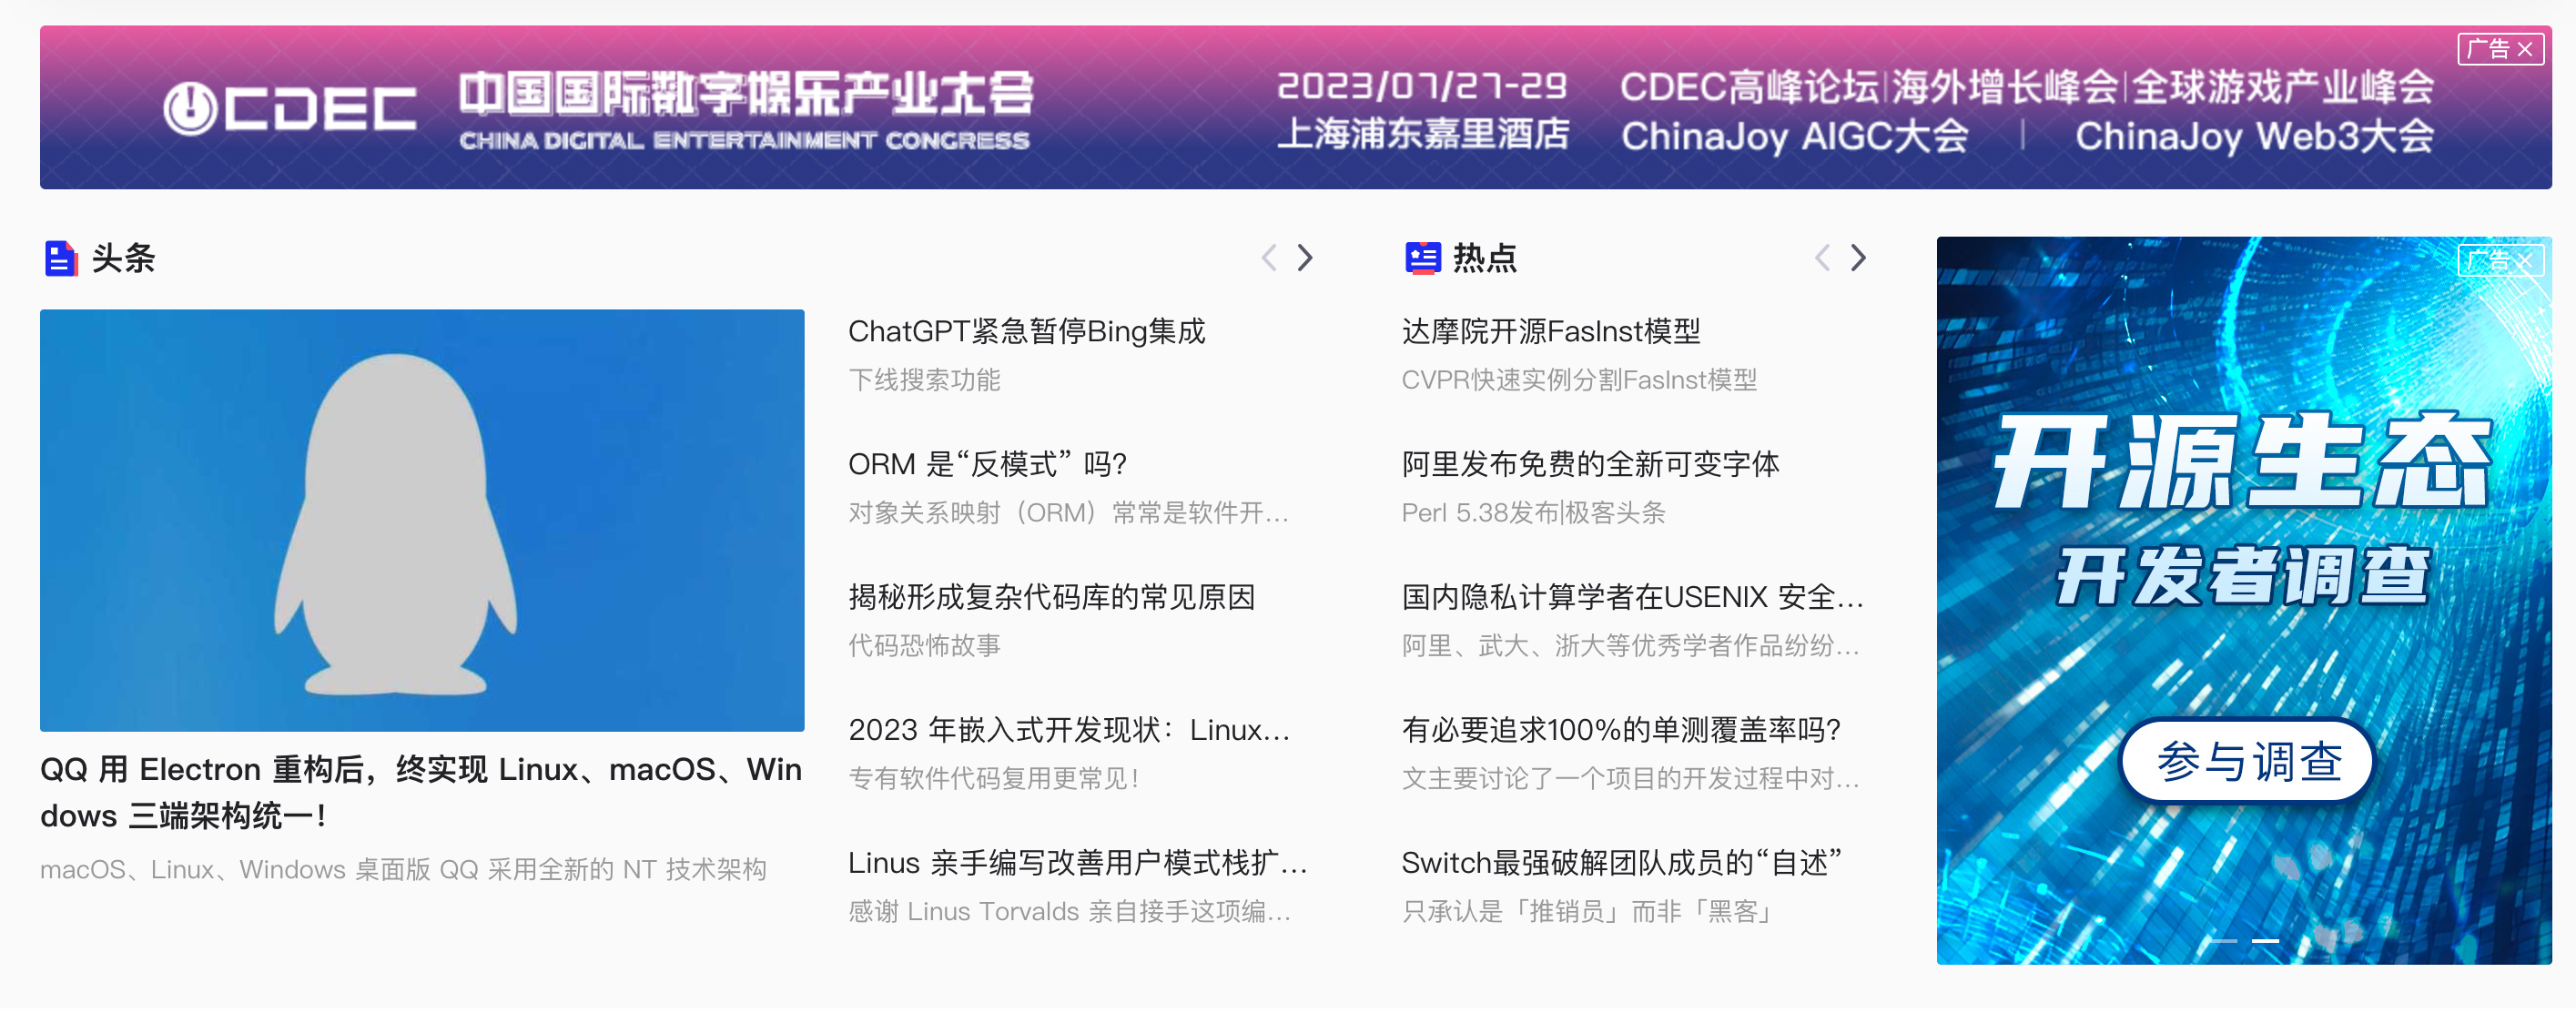 CDEC
中国国际数字娱乐产业大会
CHINA DIGITAL ENTERTAINMENT CONGRESS
2023/07/27-29
上海浦东嘉里酒店
CDEC高峰论坛|海外增长峰会|全球游戏产业峰会
ChinaJoy AIGC大会 | ChinaJoy Web3大会
广告
头条
QQ 用 Electron 重构后，终实现 Linux、macOS、Win
dows 三端架构统一！
macOS、Linux、Windows 桌面版 QQ 采用全新的 NT 技术架构
ChatGPT紧急暂停Bing集成
下线搜索功能
ORM 是“反模式” 吗？
对象关系映射（ORM）常常是软件开...
揭秘形成复杂代码库的常见原因
代码恐怖故事
2023 年嵌入式开发现状：Linux...
专有软件代码复用更常见！
Linus 亲手编写改善用户模式栈扩...
感谢 Linus Torvalds 亲自接手这项编...
热点
达摩院开源FasInst模型
CVPR快速实例分割FasInst模型
阿里发布免费的全新可变字体
Perl 5.38发布|极客头条
国内隐私计算学者在USENIX 安全...
阿里、武大、浙大等优秀学者作品纷纷...
有必要追求100%的单测覆盖率吗？
文主要讨论了一个项目的开发过程中对...
Switch最强破解团队成员的“自述”
只承认是「推销员」而非「黑客」
广告
开源生态
开发者调查
参与调查